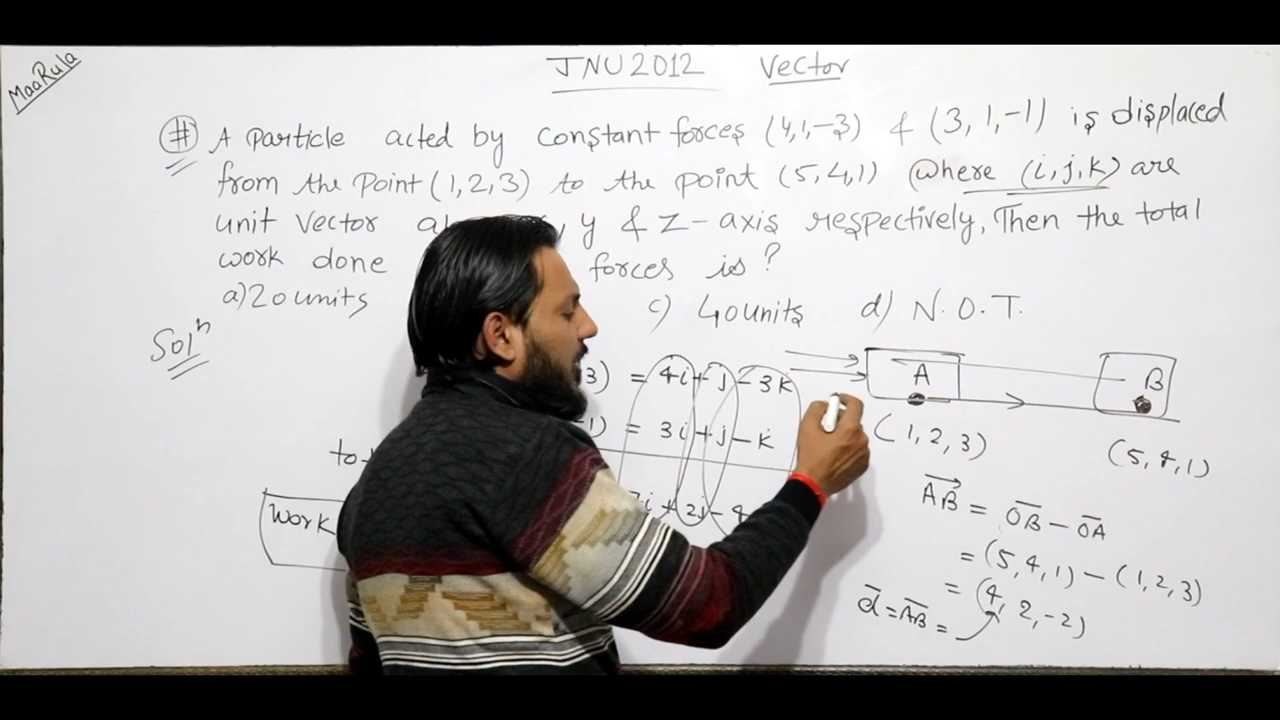 MaaRula
JNU 2012 Vector
# A Particle acted by constant forces (4,1,-3) & (3,1,-1) is displaced
from the Point (1,2,3) to the point (5,4,1) (where (i,j,k) are
unit vector y & z-axis respectively, Then the total
work done forces is?
a) 20 units c) 40 units d) N.O.T.
Solⁿ
3) = 4i+j-3k
1) = 3i+j-k
i+2j-4
Work
A B
(1,2,3) (5,4,1)
AB = OB - OA
= (5,4,1) - (1,2,3)
= (4,2,-2)
d = AB =